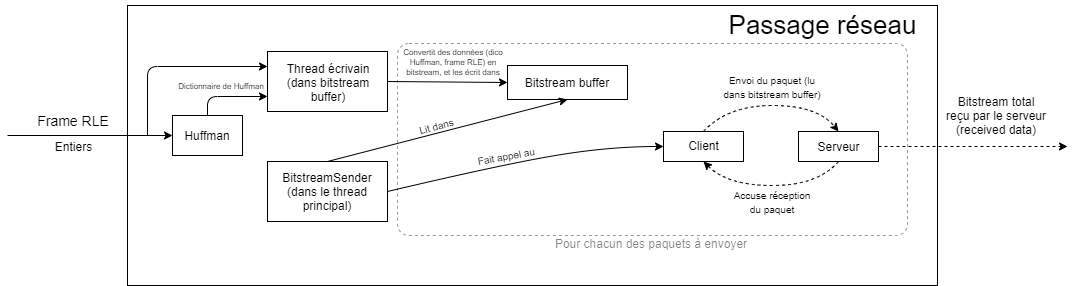 Passage réseau
Convertit des données (dico
Huffman, frame RLE) en
bitstream, et les écrit dans
Thread écrivain
(dans bitstream
buffer)
Bitstream buffer
Dictionnaire de Huffman
Envoi du paquet (lu
dans bitstream buffer)
Bitstream total
reçu par le serveur
(received data)
Frame RLE
Entiers
Huffman
Lit dans
Fait appel au
Client
Serveur
BitstreamSender
(dans le thread
principal)
Accuse réception
du paquet
Pour chacun des paquets à envoyer